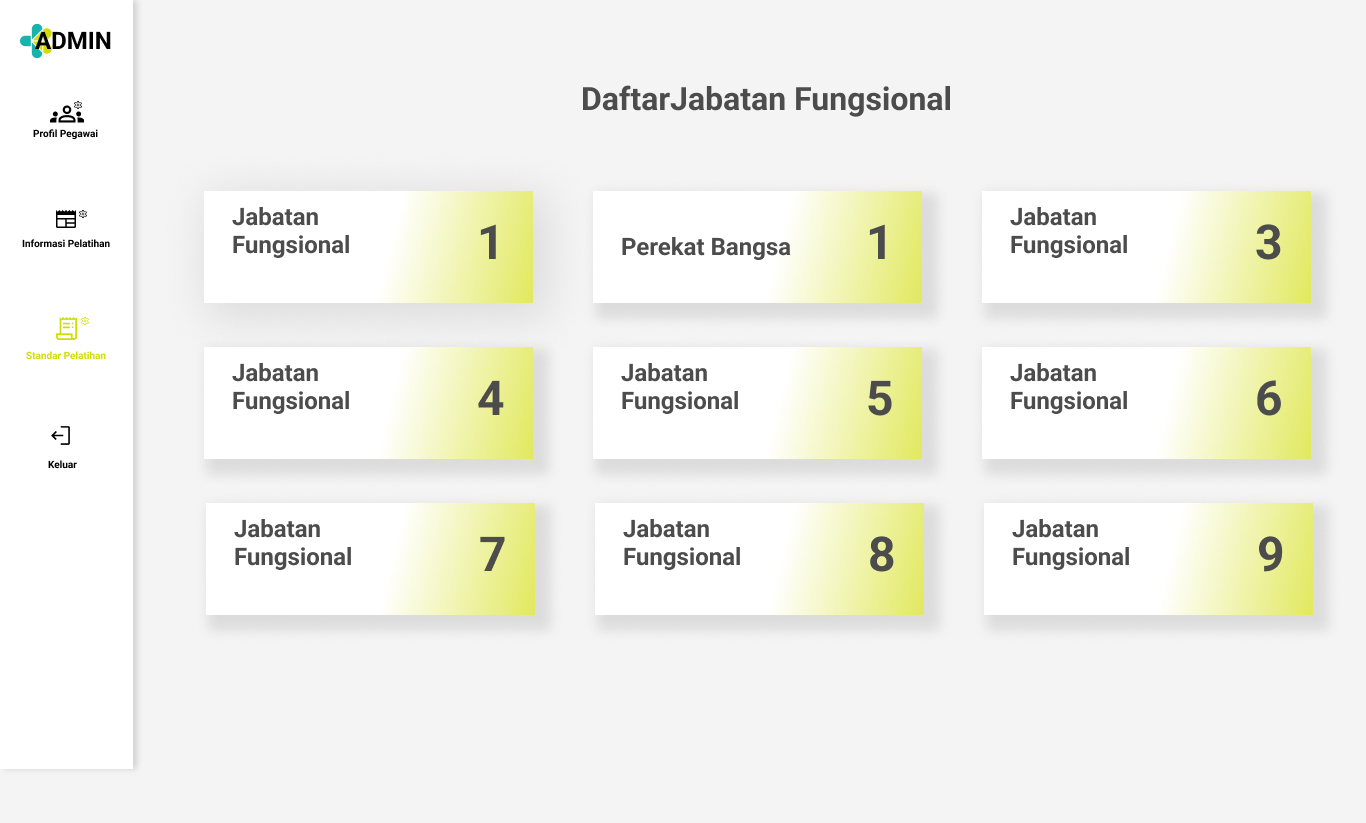 ADMIN
Profil Pegawai
Informasi Pelatihan
Standar Pelatihan
Keluar
DaftarJabatan Fungsional
Jabatan
Fungsional
1
Perekat Bangsa
1
Jabatan
Fungsional
3
Jabatan
Fungsional
4
Jabatan
Fungsional
5
Jabatan
Fungsional
6
Jabatan
Fungsional
7
Jabatan
Fungsional
8
Jabatan
Fungsional
9